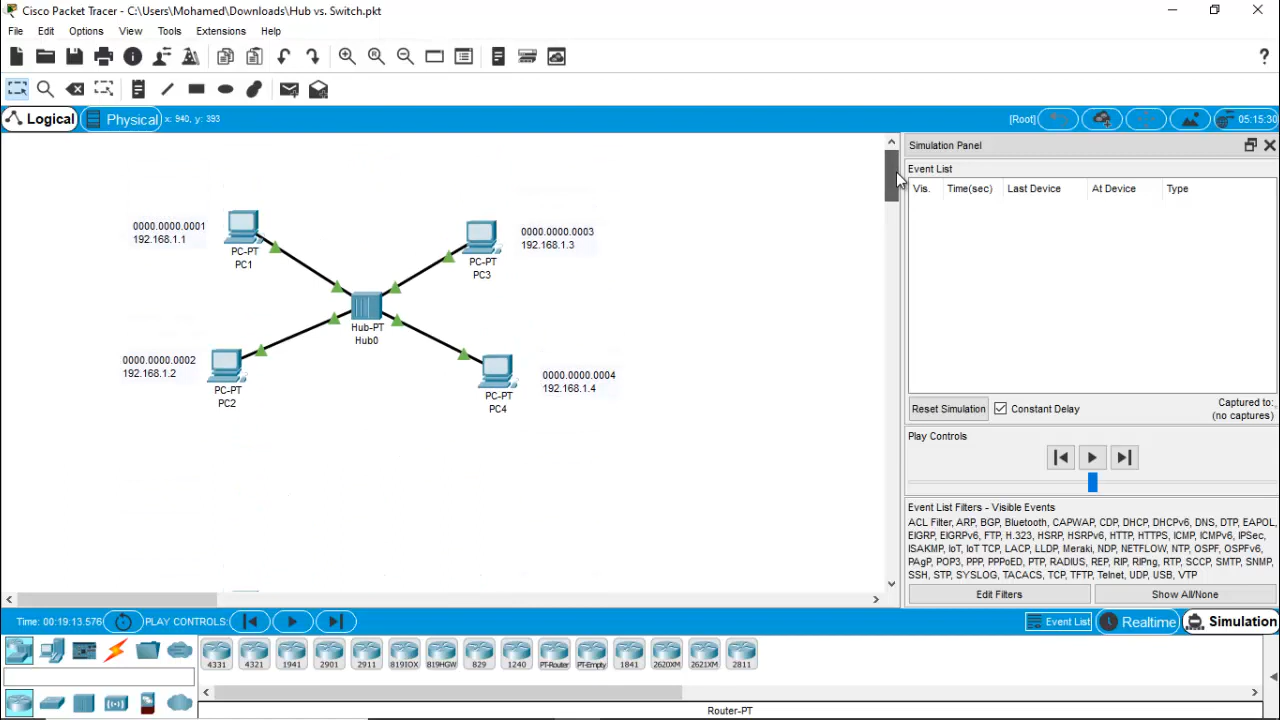 Cisco Packet Tracer - C:\Users\Mohamed\Downloads\Hub vs. Switch.pkt
File Edit Options View Tools Extensions Help
Logical Physical x: 940, y: 393 [Root] 05:15:30
Simulation Panel
Event List
Vis. Time(sec) Last Device At Device Type
0000.0000.0001
192.168.1.1
PC-PT
PC1
0000.0000.0003
192.168.1.3
PC-PT
PC3
Hub-PT
Hub0
0000.0000.0002
192.168.1.2
PC-PT
PC2
0000.0000.0004
192.168.1.4
PC-PT
PC4
Reset Simulation Constant Delay Captured to:
(no captures)
Play Controls
Event List Filters - Visible Events
ACL Filter, ARP, BGP, Bluetooth, CAPWAP, CDP, DHCP, DHCPv6, DNS, DTP, EAPOL,
EIGRP, EIGRPv6, FTP, H.323, HSRP, HSRPv6, HTTP, HTTPS, ICMP, ICMPv6, IPSec,
ISAKMP, IoT, IoT TCP, LACP, LLDP, Meraki, NDP, NETFLOW, NTP, OSPF, OSPFv6,
PAgP, POP3, PPP, PPPoED, PTP, RADIUS, REP, RIP, RIPng, RTP, SCCP, SMTP, SNMP,
SSH, STP, SYSLOG, TACACS, TCP, TFTP, Telnet, UDP, USB, VTP
Edit Filters Show All/None
Time: 00:19:13.576 PLAY CONTROLS: Event List Realtime Simulation
4331 4321 1941 2901 2911 819IOX 819HGW 829 1240 PT-Router PT-Empty 1841 2620XM 2621XM 2811
Router-PT